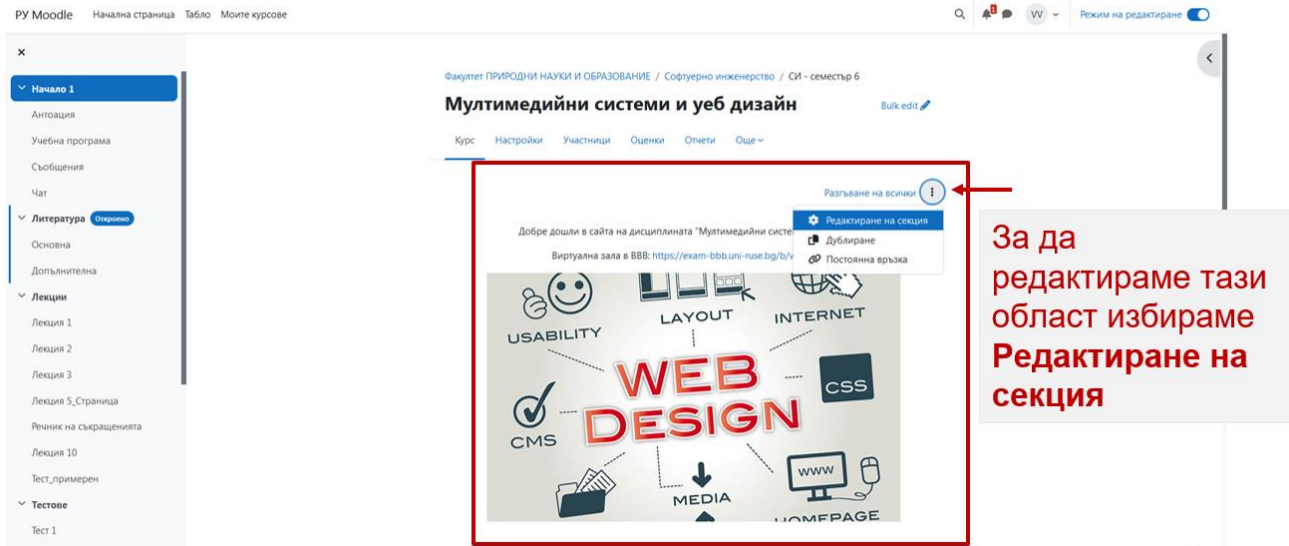 РУ Moodle Начална страница Табло Моите курсове
1 VV Режим на редактиране
Начало 1
Антоация
Учебна програма
Съобщения
Чат
Литература Откроено
Основна
Допълнителна
Лекции
Лекция 1
Лекция 2
Лекция 3
Лекция 5_Страница
Речник на съкращенията
Лекция 10
Тест_примерен
Тестове
Тест 1
Факултет ПРИРОДНИ НАУКИ И ОБРАЗОВАНИЕ / Софтуерно инженерство / СИ - семестър 6
Мултимедийни системи и уеб дизайн
Bulk edit
Курс Настройки Участници Оценки Отчети Още
Разгъване на всички
Редактиране на секция
Дублиране
Постоянна връзка
Добре дошли в сайта на дисциплината "Мултимедийни систе
Виртуална зала в BBB: https://exam-bbb.uni-ruse.bg/b/v
USABILITY
LAYOUT
INTERNET
WEB
DESIGN
CSS
CMS
MEDIA
WWW
HOMEPAGE
За да
редактираме тази
област избираме
Редактиране на
секция